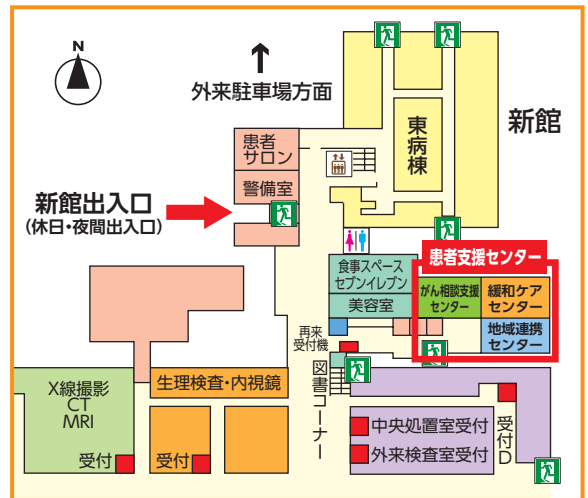 N
外来駐車場方面
新館
東病棟
患者
サロン
警備室
新館出入口
(休日・夜間出入口)
患者支援センター
食事スペース
セブンイレブン
美容室
がん相談支援
センター
緩和ケア
センター
地域連携
センター
再来
受付機
図書コーナー
X線撮影
CT
MRI
受付
生理検査・内視鏡
受付
中央処置室受付
外来検査室受付
受付D